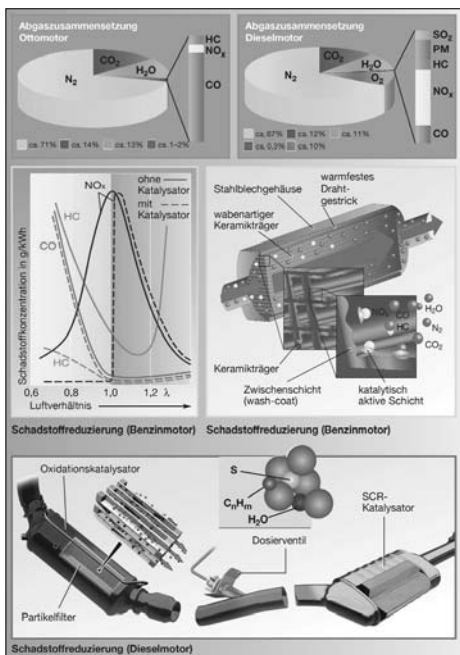 Abgaszusammensetzung
Ottomotor
CO₂
H₂O
N₂
HC
NOₓ
CO
ca. 71% ca. 14% ca. 13% ca. 1-2%
Abgaszusammensetzung
Dieselmotor
CO₂
H₂O
O₂
N₂
SO₂
PM
HC
NOₓ
CO
ca. 67% ca. 12% ca. 11%
ca. 0,3% ca. 10%
Schadstoffkonzentration in g/kWh
NOₓ
ohne
Katalysator
mit
Katalysator
HC
CO
HC
0,6 0,8 1,0 1,2 λ
Luftverhältnis
Schadstoffreduzierung (Benzinmotor)
Stahlblechgehäuse
warmfestes
Draht-
gestrick
wabenartiger
Keramikträger
NOₓ
CO
HC
H₂O
N₂
CO₂
Keramikträger
Zwischenschicht
(wash-coat)
katalytisch
aktive Schicht
Schadstoffreduzierung (Benzinmotor)
Oxidationskatalysator
S
CₙHₘ
H₂O
Dosierventil
SCR-
Katalysator
Partikelfilter
Schadstoffreduzierung (Dieselmotor)